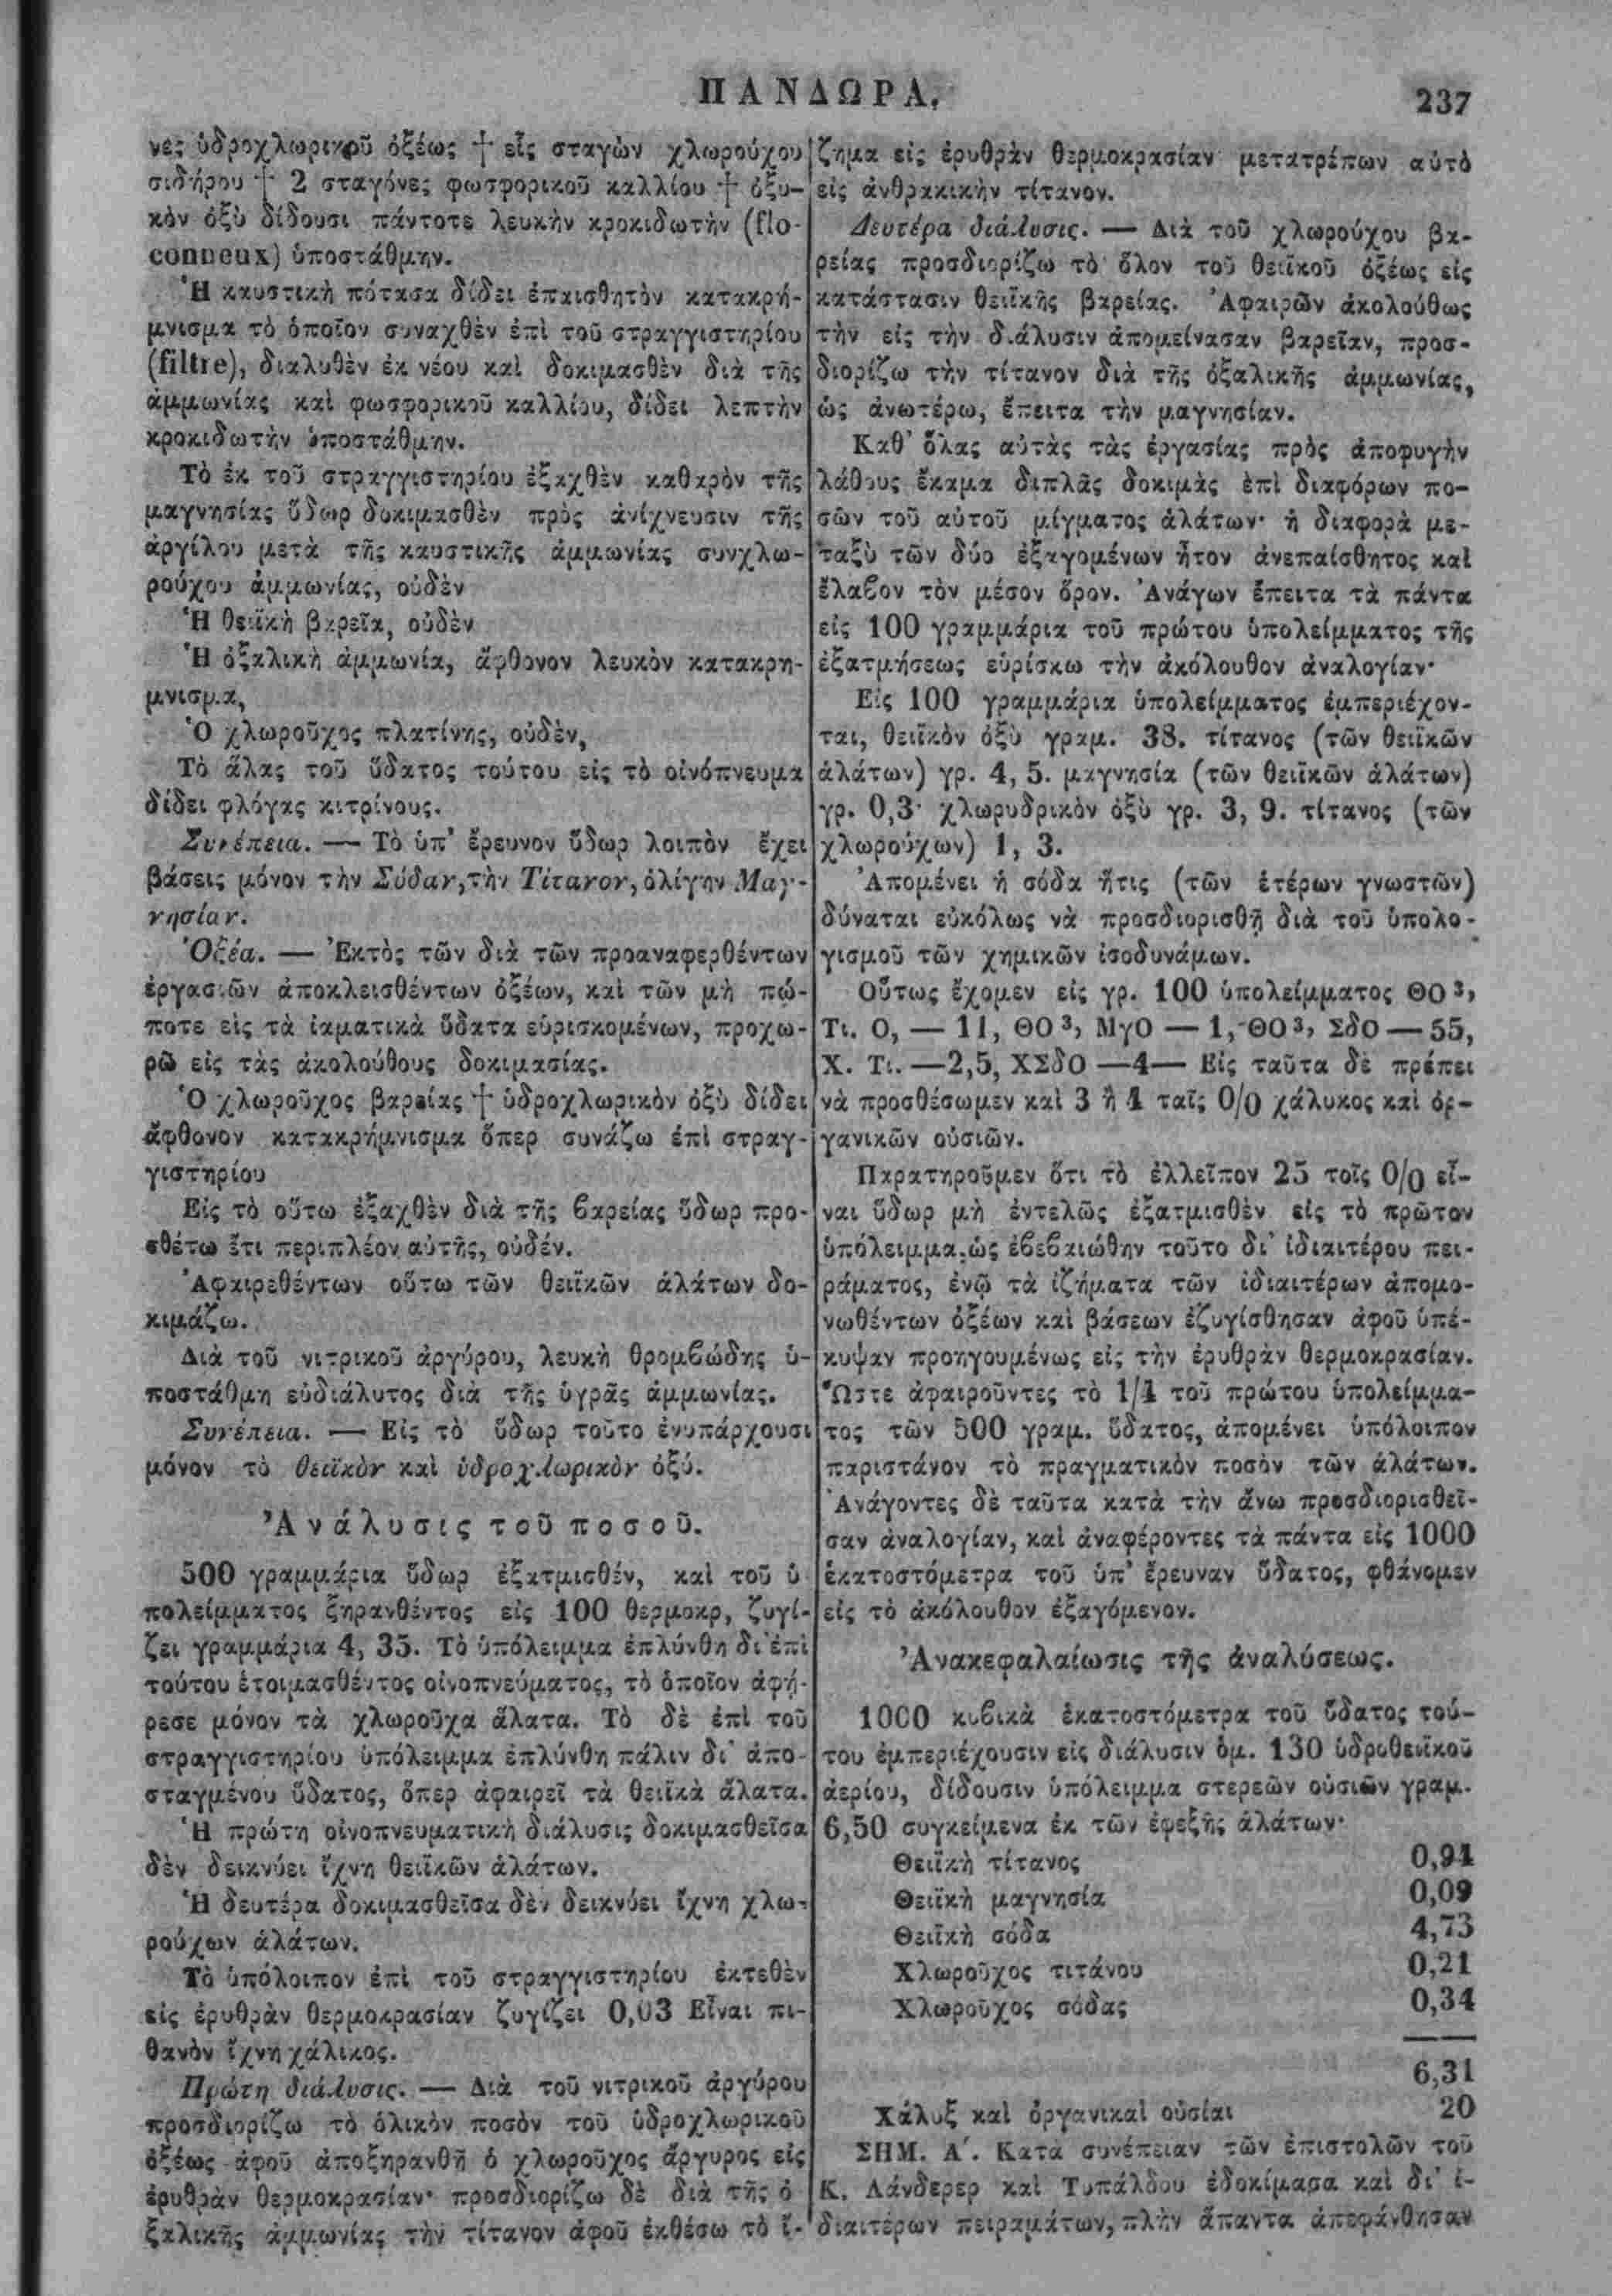 ΠΑΝΔΩΡΑ.
237
νες ὑδροχλωρικοῦ ὀξέως † εἷς σταγὼν χλωρούχου
σιδήρου † 2 σταγόνες φωσφορικοῦ καλλίου † ὀξυ-
κὸν ὀξὺ δίδουσι πάντοτε λευκὴν κροκιδωτὴν (flo-
conneux) ὑποστάθμην.
Ἡ καυστικὴ πότασα δίδει ἐπαισθητὸν κατακρή-
μνισμα τὸ ὁποῖον συναχθὲν ἐπὶ τοῦ στραγγιστηρίου
(filtre), διαλυθὲν ἐκ νέου καὶ δοκιμασθὲν διὰ τῆς
ἀμμωνίας καὶ φωσφορικοῦ καλλίου, δίδει λεπτὴν
κροκιδωτὴν ὑποστάθμην.
Τὸ ἐκ τοῦ στραγγιστηρίου ἐξαχθὲν καθαρὸν τῆς
μαγνησίας ὕδωρ δοκιμασθὲν πρὸς ἀνίχνευσιν τῆς
ἀργίλου μετὰ τῆς καυστικῆς ἀμμωνίας συνχλω-
ρούχου ἀμμωνίας, οὐδὲν
Ἡ θειϊκὴ βαρεῖα, οὐδὲν
Ἡ ὀξαλικὴ ἀμμωνία, ἄφθονον λευκὸν κατακρη-
μνισμα,
Ὁ χλωροῦχος πλατίνης, οὐδὲν,
Τὸ ἅλας τοῦ ὕδατος τούτου εἰς τὸ οἰνόπνευμα
δίδει φλόγας κιτρίνους.
Συνέπεια. — Τὸ ὑπ' ἔρευνον ὕδωρ λοιπὸν ἔχει
βάσεις μόνον τὴν Σόδαν, τὴν Τίτανον, ὀλίγην Μαγ-
νησίαν.
Ὀξέα. — Ἐκτὸς τῶν διὰ τῶν προαναφερθέντων
ἐργασιῶν ἀποκλεισθέντων ὀξέων, καὶ τῶν μὴ πώ-
ποτε εἰς τὰ ἰαματικὰ ὕδατα εὑρισκομένων, προχω-
ρῶ εἰς τὰς ἀκολούθους δοκιμασίας.
Ὁ χλωροῦχος βαρείας † ὑδροχλωρικὸν ὀξὺ δίδει
ἄφθονον κατακρήμνισμα ὅπερ συνάζω ἐπὶ στραγ-
γιστηρίου
Εἰς τὸ οὕτω ἐξαχθὲν διὰ τῆς βαρείας ὕδωρ προ-
σθέτω ἔτι περιπλέον αὐτῆς, οὐδέν.
Ἀφαιρεθέντων οὕτω τῶν θειϊκῶν ἁλάτων δο-
κιμάζω.
Διὰ τοῦ νιτρικοῦ ἀργύρου, λευκὴ θρομβώδης ὑ-
ποστάθμη εὐδιάλυτος διὰ τῆς ὑγρᾶς ἀμμωνίας.
Συνέπεια. — Εἰς τὸ ὕδωρ τοῦτο ἐνυπάρχουσι
μόνον τὸ θειϊκὸν καὶ ὑδροχλωρικὸν ὀξύ.
Ἀνάλυσις τοῦ ποσοῦ.
500 γραμμάρια ὕδωρ ἐξατμισθέν, καὶ τοῦ ὑ
πολείμματος ξηρανθέντος εἰς 100 θερμοκρ, ζυγί-
ζει γραμμάρια 4, 35. Τὸ ὑπόλειμμα ἐπλύνθη δι' ἐπὶ
τούτου ἑτοιμασθέντος οἰνοπνεύματος, τὸ ὁποῖον ἀφή-
ρεσε μόνον τὰ χλωροῦχα ἅλατα. Τὸ δὲ ἐπὶ τοῦ
στραγγιστηρίου ὑπόλειμμα ἐπλύνθη πάλιν δι' ἀπο-
σταγμένου ὕδατος, ὅπερ ἀφαιρεῖ τὰ θειϊκὰ ἅλατα.
Ἡ πρώτη οἰνοπνευματικὴ διάλυσις δοκιμασθεῖσα
δὲν δεικνύει ἴχνη θειϊκῶν ἁλάτων.
Ἡ δευτέρα δοκιμασθεῖσα δὲν δεικνύει ἴχνη χλω-
ρούχων ἁλάτων.
Τὸ ὑπόλοιπον ἐπὶ τοῦ στραγγιστηρίου ἐκτεθὲν
εἰς ἐρυθρὰν θερμοκρασίαν ζυγίζει 0,03 Εἶναι πι-
θανὸν ἴχνη χάλικος.
Πρώτη διάλυσις. — Διὰ τοῦ νιτρικοῦ ἀργύρου
προσδιορίζω τὸ ὁλικὸν ποσὸν τοῦ ὑδροχλωρικοῦ
ὀξέως ἀφοῦ ἀποξηρανθῇ ὁ χλωροῦχος ἄργυρος εἰς
ἐρυθρὰν θερμοκρασίαν· προσδιορίζω δὲ διὰ τῆς ὀ
ξαλικῆς ἀμμωνίας τὴν τίτανον ἀφοῦ ἐκθέσω τὸ ἵ-
ζημα εἰς ἐρυθρὰν θερμοκρασίαν μετατρέπων αὐτὸ
εἰς ἀνθρακικὴν τίτανον.
Δευτέρα διάλυσις. — Διὰ τοῦ χλωρούχου βα-
ρείας προσδιορίζω τὸ ὅλον τοῦ θειϊκοῦ ὀξέως εἰς
κατάστασιν θειϊκῆς βαρείας. Ἀφαιρῶν ἀκολούθως
τὴν εἰς τὴν διάλυσιν ἀπομείνασαν βαρεῖαν, προσ-
διορίζω τὴν τίτανον διὰ τῆς ὀξαλικῆς ἀμμωνίας,
ὡς ἀνωτέρω, ἔπειτα τὴν μαγνησίαν.
Καθ' ὅλας αὐτὰς τὰς ἐργασίας πρὸς ἀποφυγὴν
λάθους ἔκαμα διπλᾶς δοκιμὰς ἐπὶ διαφόρων πο-
σῶν τοῦ αὐτοῦ μίγματος ἁλάτων· ἡ διαφορὰ με-
ταξὺ τῶν δύο ἐξαγομένων ἦτον ἀνεπαίσθητος καὶ
ἔλαβον τὸν μέσον ὅρον. Ἀνάγων ἔπειτα τὰ πάντα
εἰς 100 γραμμάρια τοῦ πρώτου ὑπολείμματος τῆς
ἐξατμήσεως εὑρίσκω τὴν ἀκόλουθον ἀναλογίαν·
Εἰς 100 γραμμάρια ὑπολείμματος ἐμπεριέχον-
ται, θειϊκὸν ὀξὺ γραμ. 38. τίτανος (τῶν θειϊκῶν
ἁλάτων) γρ. 4, 5. μαγνησία (τῶν θειϊκῶν ἁλάτων)
γρ. 0,3· χλωρυδρικὸν ὀξὺ γρ. 3, 9. τίτανος (τῶν
χλωρούχων) 1, 3.
Ἀπομένει ἡ σόδα ἥτις (τῶν ἑτέρων γνωστῶν)
δύναται εὐκόλως νὰ προσδιορισθῇ διὰ τοῦ ὑπολο-
γισμοῦ τῶν χημικῶν ἰσοδυνάμων.
Οὕτως ἔχομεν εἰς γρ. 100 ὑπολείμματος ΘΟ³,
Τι. Ο, — 11, ΘΟ³, ΜγΟ — 1, ΘΟ³, ΣδΟ — 55,
Χ. Τι. —2,5, ΧΣδΟ —4— Εἰς ταῦτα δὲ πρέπει
νὰ προσθέσωμεν καὶ 3 ἢ 4 ταῖς 0/0 χάλυκος καὶ ὀρ-
γανικῶν οὐσιῶν.
Παρατηροῦμεν ὅτι τὸ ἐλλεῖπον 25 τοῖς 0/0 εἶ-
ναι ὕδωρ μὴ ἐντελῶς ἐξατμισθὲν εἰς τὸ πρῶτον
ὑπόλειμμα, ὡς ἐβεβαιώθην τοῦτο δι' ἰδιαιτέρου πει-
ράματος, ἐνῷ τὰ ἱζήματα τῶν ἰδιαιτέρων ἀπομο-
νωθέντων ὀξέων καὶ βάσεων ἐζυγίσθησαν ἀφοῦ ὑπέ-
κυψαν προηγουμένως εἰς τὴν ἐρυθρὰν θερμοκρασίαν.
Ὥστε ἀφαιροῦντες τὸ 1/4 τοῦ πρώτου ὑπολείμμα-
τος τῶν 500 γραμ. ὕδατος, ἀπομένει ὑπόλοιπον
παριστάνον τὸ πραγματικὸν ποσὸν τῶν ἁλάτων.
Ἀνάγοντες δὲ ταῦτα κατὰ τὴν ἄνω προσδιορισθεῖ-
σαν ἀναλογίαν, καὶ ἀναφέροντες τὰ πάντα εἰς 1000
ἑκατοστόμετρα τοῦ ὑπ' ἔρευναν ὕδατος, φθάνομεν
εἰς τὸ ἀκόλουθον ἐξαγόμενον.
Ἀνακεφαλαίωσις τῆς ἀναλύσεως.
1000 κυβικὰ ἑκατοστόμετρα τοῦ ὕδατος τού-
του ἐμπεριέχουσιν εἰς διάλυσιν ὁμ. 130 ὑδροθειϊκοῦ
ἀερίου, δίδουσιν ὑπόλειμμα στερεῶν οὐσιῶν γραμ.
6,50 συγκείμενα ἐκ τῶν ἐφεξῆς ἁλάτων·
Θειϊκὴ τίτανος 0,94
Θειϊκὴ μαγνησία 0,09
Θειϊκὴ σόδα 4,73
Χλωροῦχος τιτάνου 0,21
Χλωροῦχος σόδας 0,34
6,31
Χάλυξ καὶ ὀργανικαὶ οὐσίαι 20
ΣΗΜ. Α΄. Κατὰ συνέπειαν τῶν ἐπιστολῶν τοῦ
Κ. Λάνδερερ καὶ Τυπάλδου ἐδοκίμασα καὶ δι' ἰ-
διαιτέρων πειραμάτων, πλὴν ἅπαντα ἀπεφάνθησαν